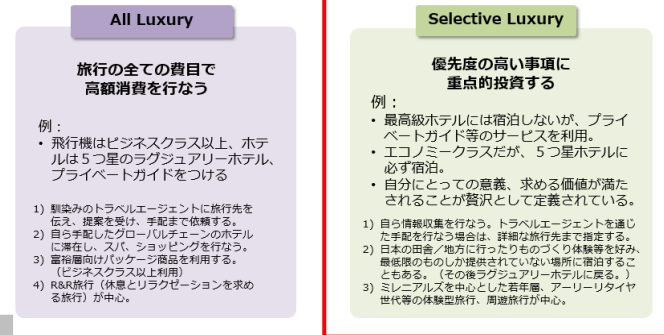 All Luxury
旅行の全ての費目で
高額消費を行なう
例：
• 飛行機はビジネスクラス以上、ホテ
ルは５つ星のラグジュアリーホテル、
プライベートガイドをつける
1) 馴染みのトラベルエージェントに旅行先を
伝え、提案を受け、手配まで依頼する。
2) 自ら手配したグローバルチェーンのホテル
に滞在し、スパ、ショッピングを行なう。
3) 富裕層向けパッケージ商品を利用する。
（ビジネスクラス以上利用）
4) R&R旅行（休息とリラクゼーションを求め
る旅行）が中心。
Selective Luxury
優先度の高い事項に
重点的投資する
例：
• 最高級ホテルには宿泊しないが、プライ
ベートガイド等のサービスを利用。
• エコノミークラスだが、５つ星ホテルに
必ず宿泊。
• 自分にとっての意義、求める価値が満た
されることが贅沢として定義されている。
1) 自ら情報収集を行なう。トラベルエージェントを通じ
た手配を行なう場合は、詳細な旅行先まで指定する。
2) 日本の田舎／地方に行ったりものづくり体験等を好み、
最低限のものしか提供されていない場所に宿泊するこ
ともある。（その後ラグジュアリーホテルに戻る。）
3) ミレニアルズを中心とした若年層、アーリーリタイヤ
世代等の体験型旅行、周遊旅行が中心。